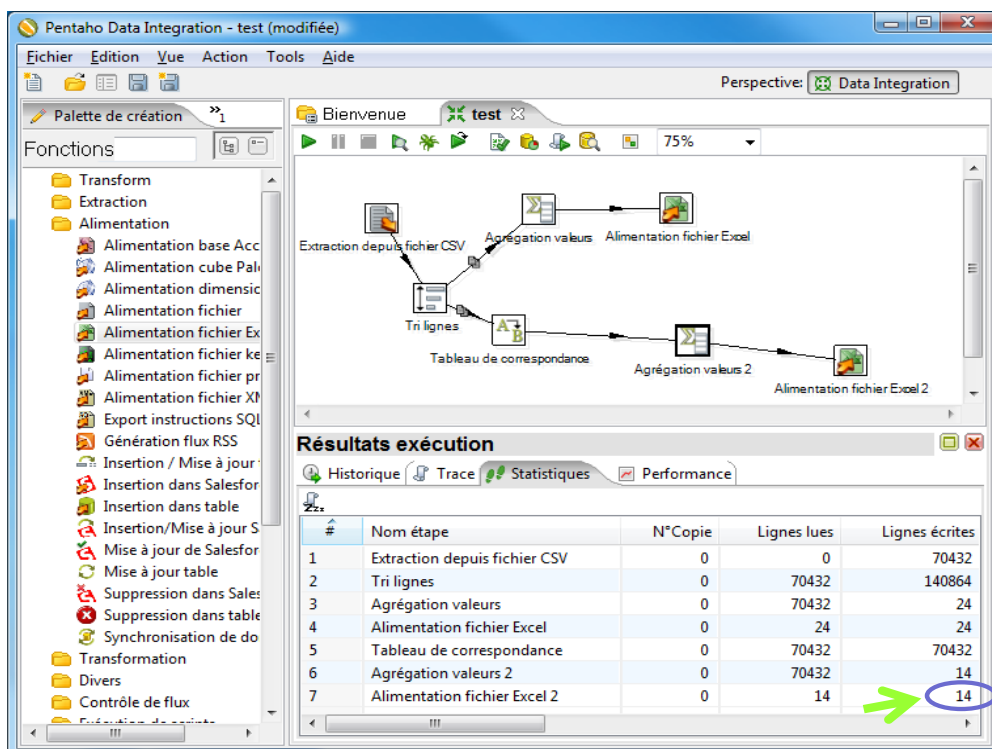 Pentaho Data Integration - test (modifiée)
Fichier Edition Vue Action Tools Aide
Perspective: Data Integration
Palette de création
»1
Fonctions
Transform
Extraction
Alimentation
Alimentation base Acc
Alimentation cube Pal
Alimentation dimensic
Alimentation fichier
Alimentation fichier Ex
Alimentation fichier ke
Alimentation fichier pr
Alimentation fichier XM
Export instructions SQL
Génération flux RSS
Insertion / Mise à jour
Insertion dans Salesfor
Insertion dans table
Insertion/Mise à jour S
Mise à jour de Salesfor
Mise à jour table
Suppression dans Sales
Suppression dans table
Synchronisation de do
Transformation
Divers
Contrôle de flux
Bienvenue
test
75%
Extraction depuis fichier CSV
Agrégation valeurs
Alimentation fichier Excel
Tri lignes
A B
Tableau de correspondance
Agrégation valeurs 2
Alimentation fichier Excel 2
Résultats exécution
Historique Trace Statistiques Performance
# Nom étape N°Copie Lignes lues Lignes écrites
1 Extraction depuis fichier CSV 0 0 70432
2 Tri lignes 0 70432 140864
3 Agrégation valeurs 0 70432 24
4 Alimentation fichier Excel 0 24 24
5 Tableau de correspondance 0 70432 70432
6 Agrégation valeurs 2 0 70432 14
7 Alimentation fichier Excel 2 0 14 14